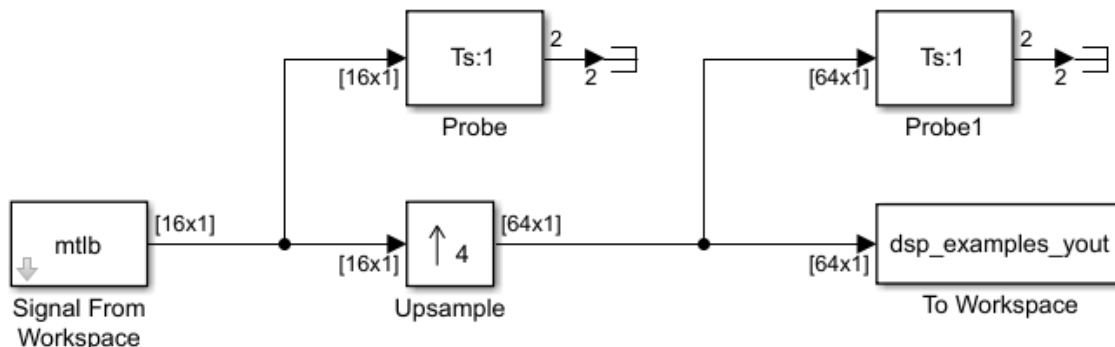 Ts:1
2
2
[16x1]
Probe
Ts:1
2
2
[64x1]
Probe1
mtlb
[16x1]
[16x1]
↑ 4
[64x1]
[64x1]
dsp_examples_yout
Signal From
Workspace
Upsample
To Workspace